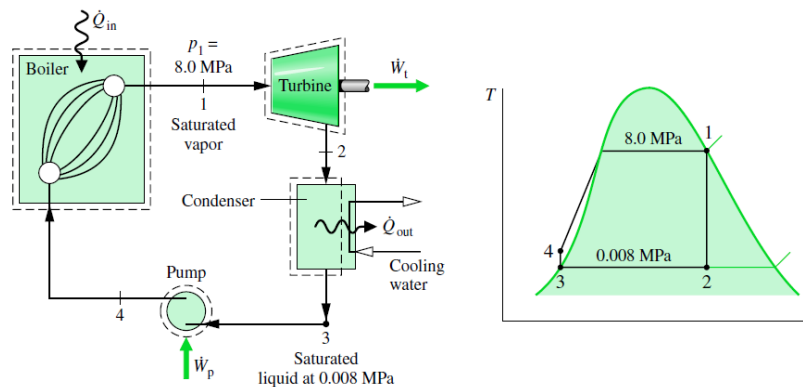 Q̇in
Boiler
p1 =
8.0 MPa
1
Saturated
vapor
Turbine
Ẇt
2
Condenser
Q̇out
Cooling
water
Pump
4
3
Saturated
liquid at 0.008 MPa
Ẇp
T
8.0 MPa
1
4
0.008 MPa
3
2